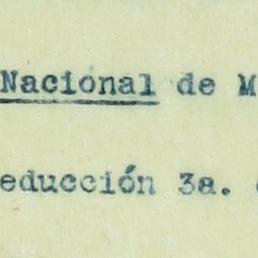 Nacional de M
educción 3a.